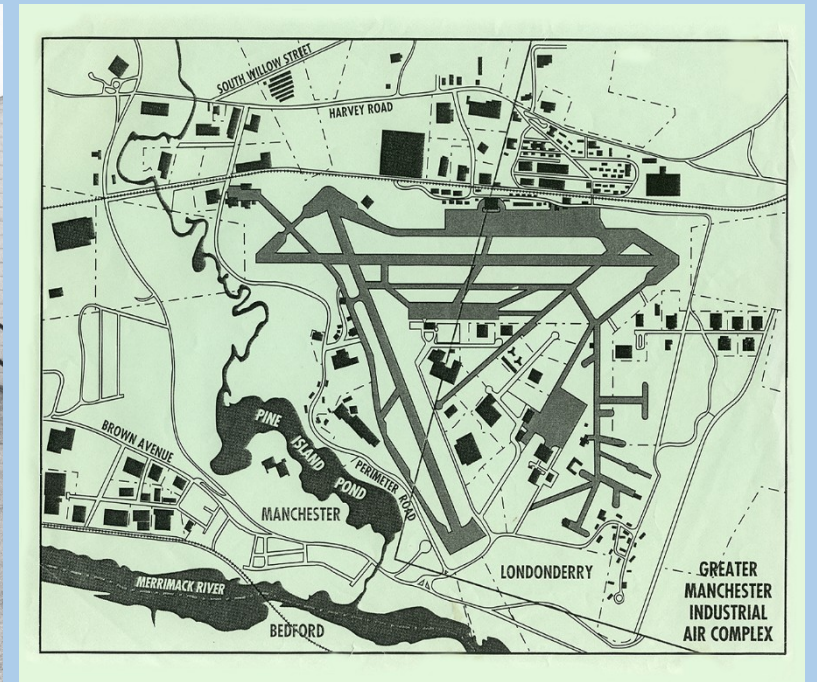 SOUTH WILLOW STREET
HARVEY ROAD
BROWN AVENUE
PINE
ISLAND
POND
PERIMETER ROAD
MANCHESTER
MERRIMACK RIVER
LONDONDERRY
BEDFORD
GREATER
MANCHESTER
INDUSTRIAL
AIR COMPLEX